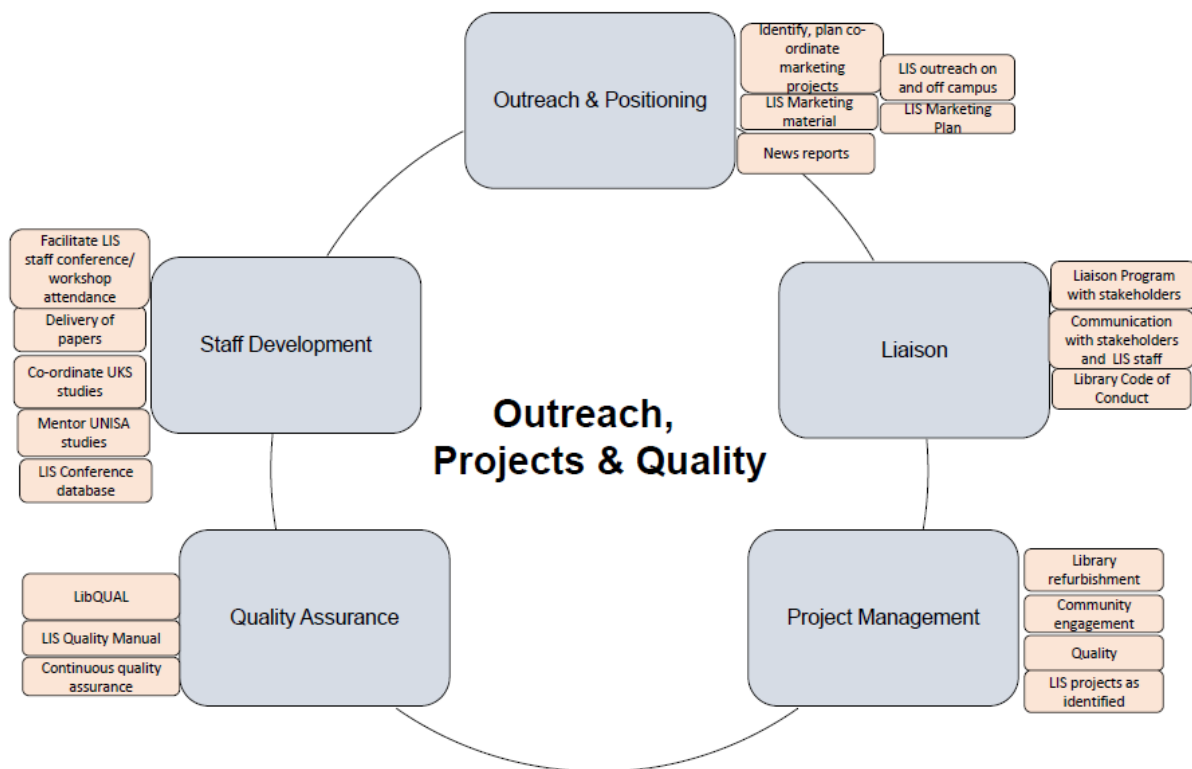 Outreach & Positioning
Identify, plan co-
ordinate
marketing
projects
LIS Marketing
material
News reports
LIS outreach on
and off campus
LIS Marketing
Plan
Liaison
Liaison Program
with stakeholders
Communication
with stakeholders
and LIS staff
Library Code of
Conduct
Project Management
Library
refurbishment
Community
engagement
Quality
LIS projects as
identified
Quality Assurance
LibQUAL
LIS Quality Manual
Continuous quality
assurance
Staff Development
Facilitate LIS
staff conference/
workshop
attendance
Delivery of
papers
Co-ordinate UKS
studies
Mentor UNISA
studies
LIS Conference
database
Outreach,
Projects & Quality